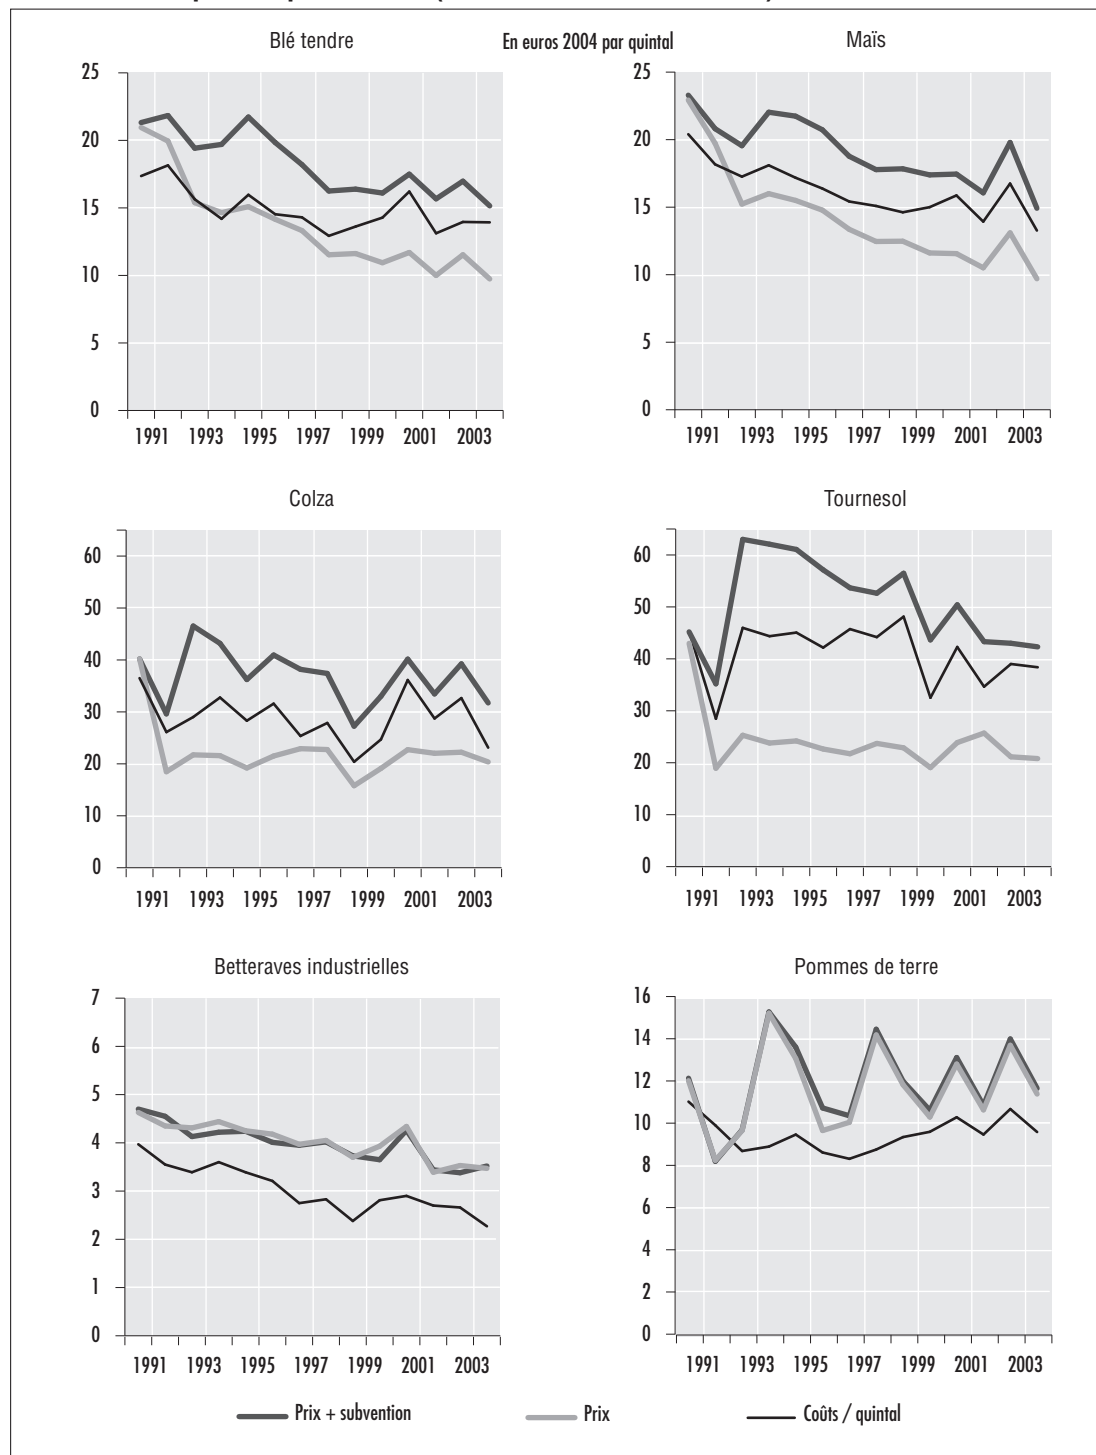 Blé tendre
En euros 2004 par quintal
Maïs
25
20
15
10
5
0
1991 1993 1995 1997 1999 2001 2003
25
20
15
10
5
0
1991 1993 1995 1997 1999 2001 2003
Colza
Tournesol
60
50
40
30
20
10
0
1991 1993 1995 1997 1999 2001 2003
60
50
40
30
20
10
0
1991 1993 1995 1997 1999 2001 2003
Betteraves industrielles
Pommes de terre
7
6
5
4
3
2
1
0
1991 1993 1995 1997 1999 2001 2003
16
14
12
10
8
6
4
2
0
1991 1993 1995 1997 1999 2001 2003
Prix + subvention
Prix
Coûts / quintal